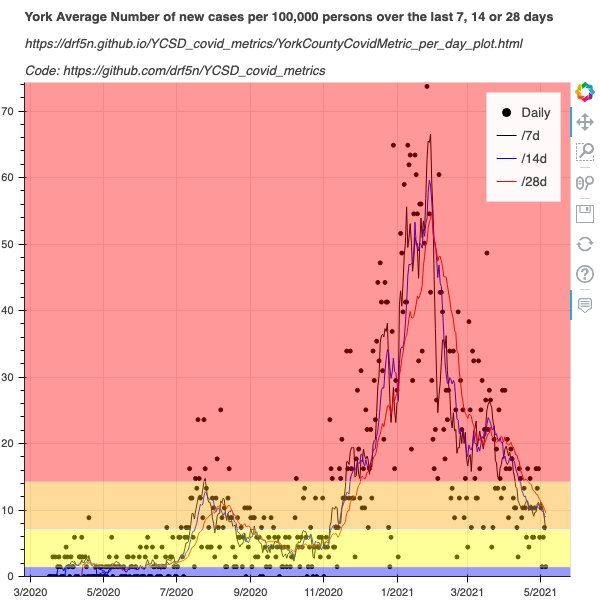 York Average Number of new cases per 100,000 persons over the last 7, 14 or 28 days
https://drf5n.github.io/YCSD_covid_metrics/YorkCountyCovidMetric_per_day_plot.html
Code: https://github.com/drf5n/YCSD_covid_metrics
Daily
/7d
/14d
/28d
70
60
50
40
30
20
10
0
3/2020 5/2020 7/2020 9/2020 11/2020 1/2021 3/2021 5/2021